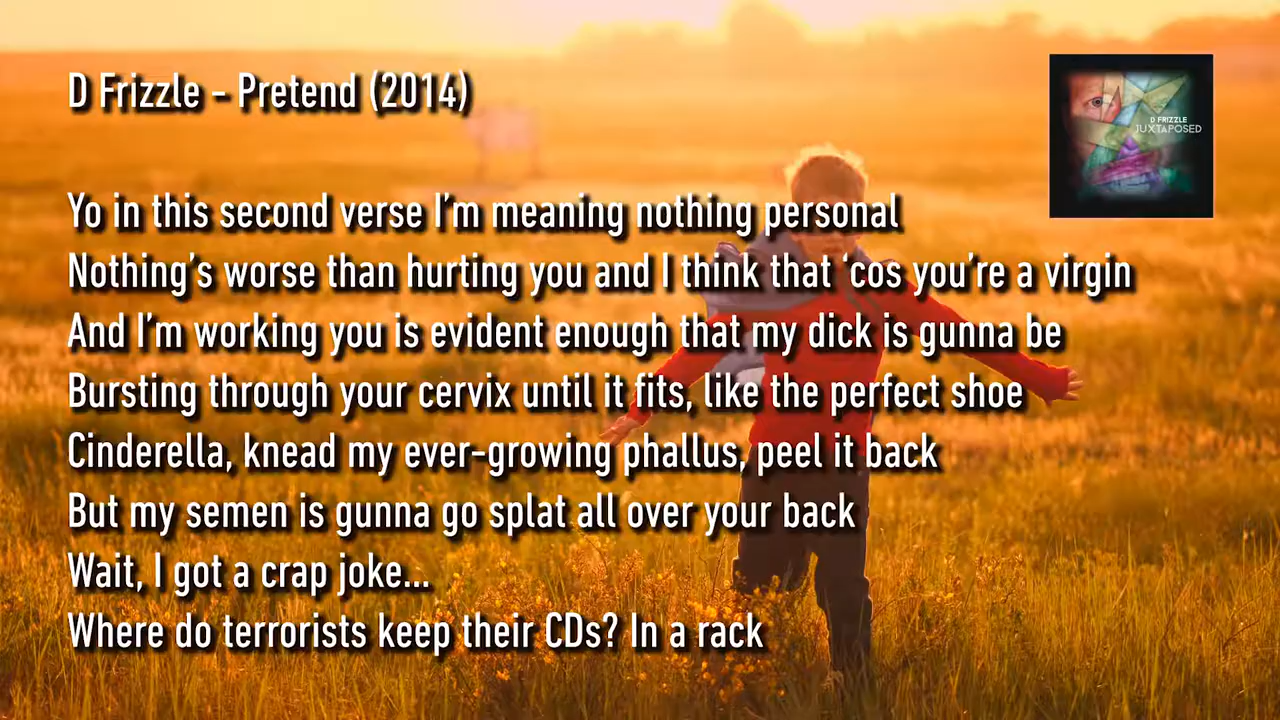 D Frizzle - Pretend (2014)
D FRIZZLE
JUXTAPOSED
Yo in this second verse I'm meaning nothing personal
Nothing's worse than hurting you and I think that ‘cos you're a virgin
And I'm working you is evident enough that my dick is gunna be
Bursting through your cervix until it fits, like the perfect shoe
Cinderella, knead my ever-growing phallus, peel it back
But my semen is gunna go splat all over your back
Wait, I got a crap joke...
Where do terrorists keep their CDs? In a rack